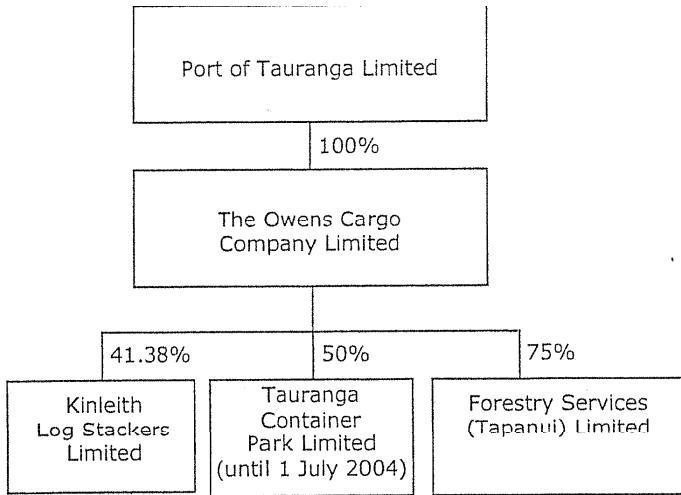 Port of Tauranga Limited
100%
The Owens Cargo
Company Limited
41.38%
50%
75%
Kinleith
Log Stackers
Limited
Tauranga
Container
Park Limited
(until 1 July 2004)
Forestry Services
(Tapanui) Limited